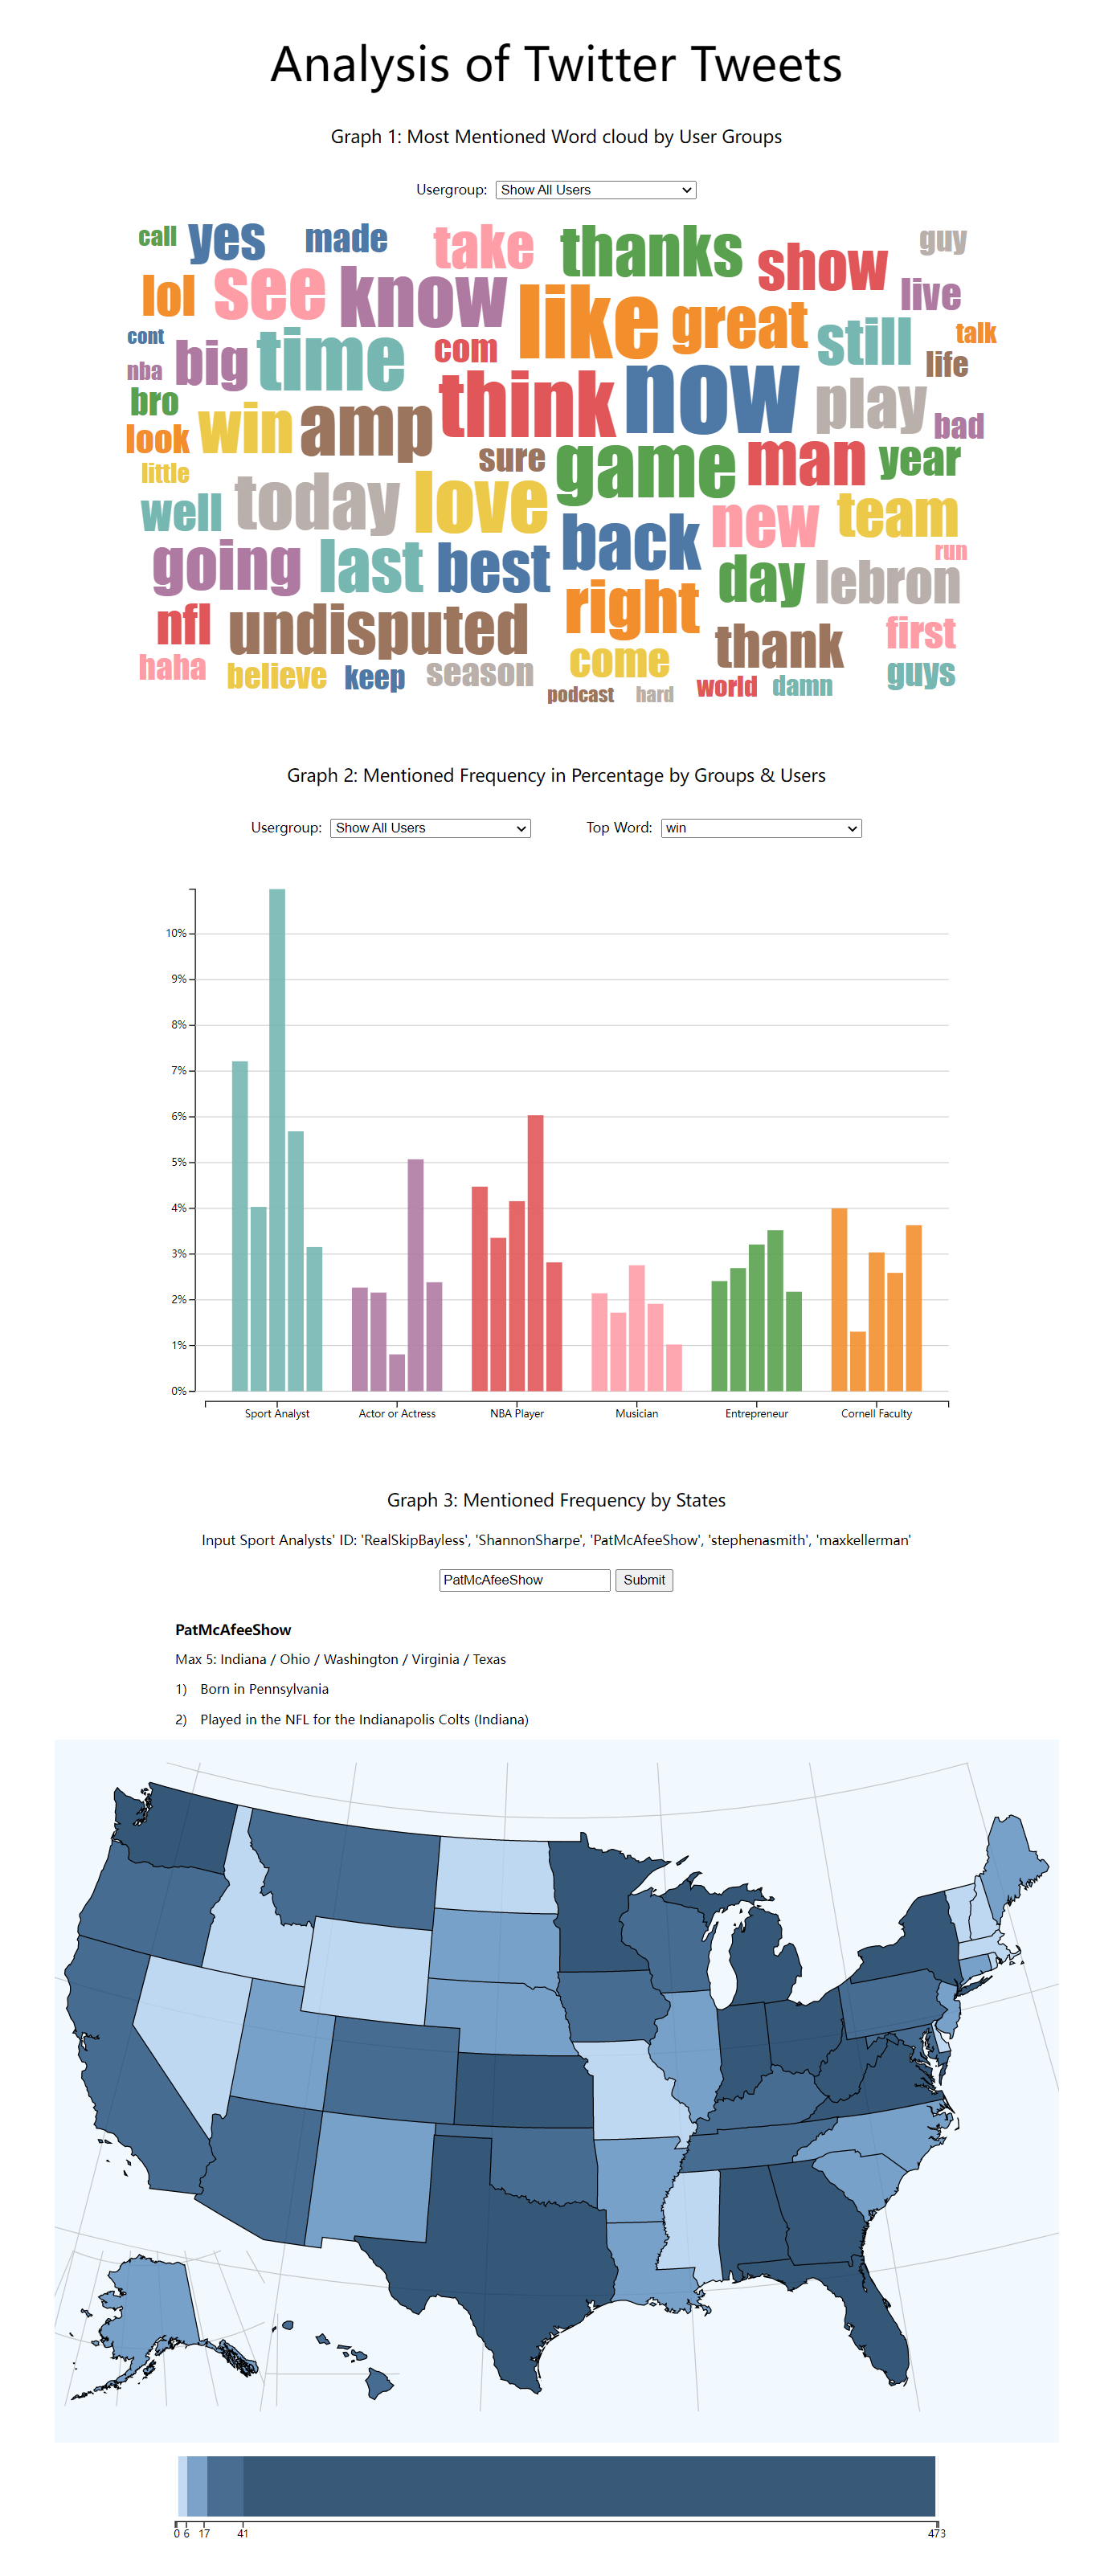 Analysis of Twitter Tweets
Graph 1: Most Mentioned Word cloud by User Groups
Usergroup: Show All Users
call yes made take thanks show guy
lol see know like great live
cont big time com still talk
nba life
bro win amp think now play bad
look sure game man year
little
well today love back new team
going last best day lebron run
nfl undisputed right thank first
haha believe keep season come guys
podcast hard world damn
Graph 2: Mentioned Frequency in Percentage by Groups & Users
Usergroup: Show All Users Top Word: win
10%
9%
8%
7%
6%
5%
4%
3%
2%
1%
0%
Sport Analyst Actor or Actress NBA Player Musician Entrepreneur Cornell Faculty
Graph 3: Mentioned Frequency by States
Input Sport Analysts' ID: 'RealSkipBayless', 'ShannonSharpe', 'PatMcAfeeShow', 'stephenasmith', 'maxkellerman'
PatMcAfeeShow Submit
PatMcAfeeShow
Max 5: Indiana / Ohio / Washington / Virginia / Texas
1) Born in Pennsylvania
2) Played in the NFL for the Indianapolis Colts (Indiana)
0 6 17 41 473